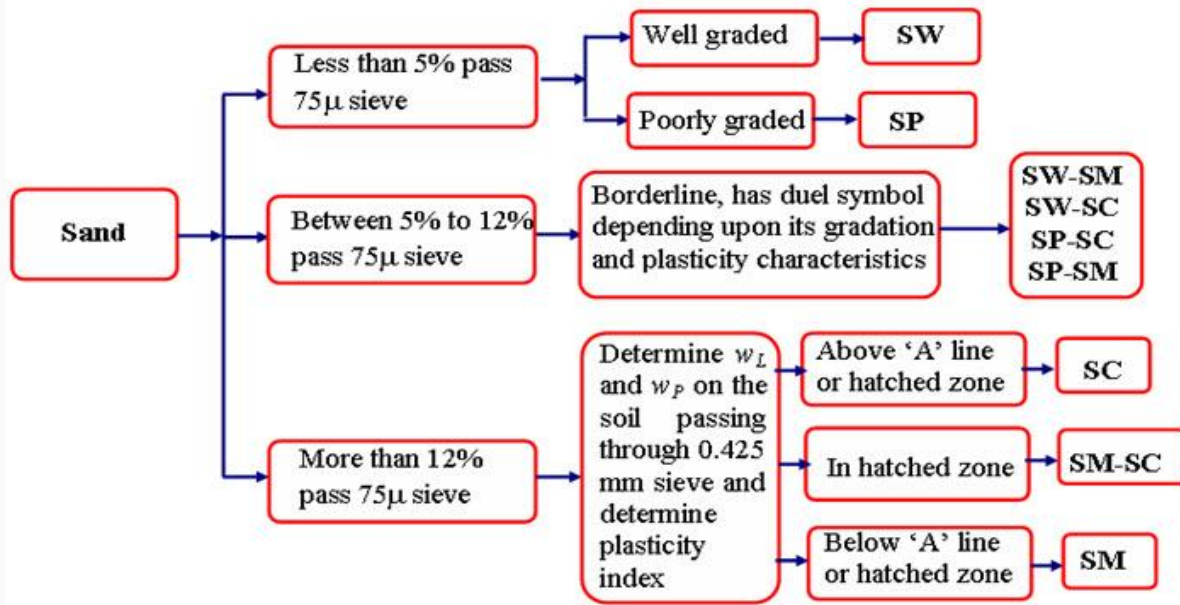 Sand
Less than 5% pass
75μ sieve
Well graded
SW
Poorly graded
SP
Between 5% to 12%
pass 75μ sieve
Borderline, has duel symbol
depending upon its gradation
and plasticity characteristics
SW-SM
SW-SC
SP-SC
SP-SM
More than 12%
pass 75μ sieve
Determine w_L
and w_P on the
soil passing
through 0.425
mm sieve and
determine
plasticity
index
Above ‘A’ line
or hatched zone
SC
In hatched zone
SM-SC
Below ‘A’ line
or hatched zone
SM